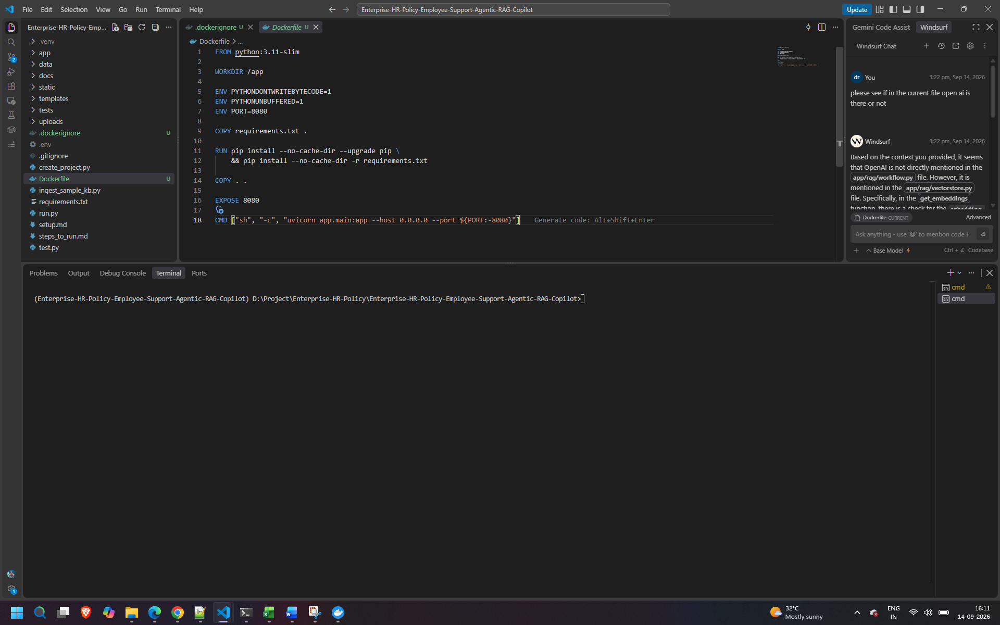 File Edit Selection View Go Run Terminal Help
Enterprise-HR-Policy-Employee-Support-Agentic-RAG-Copilot
Update
Enterprise-HR-Policy-Emp...
.venv
app
data
docs
static
templates
tests
uploads
.dockerignore U
.env
.gitignore
create_project.py
Dockerfile U
ingest_sample_kb.py
requirements.txt
run.py
setup.md
steps_to_run.md
test.py
2
1
.dockerignore U
Dockerfile U
Dockerfile > ...
1 FROM python:3.11-slim
2
3 WORKDIR /app
4
5 ENV PYTHONDONTWRITEBYTECODE=1
6 ENV PYTHONUNBUFFERED=1
7 ENV PORT=8080
8
9 COPY requirements.txt .
10
11 RUN pip install --no-cache-dir --upgrade pip \
12 && pip install --no-cache-dir -r requirements.txt
13
14 COPY . .
15
16 EXPOSE 8080
17
18 CMD ["sh", "-c", "uvicorn app.main:app --host 0.0.0.0 --port ${PORT:-8080}"] Generate code: Alt+Shift+Enter
Gemini Code Assist Windsurf
Windsurf Chat
dr You 3:22 pm, Sep 14, 2026
please see if in the current file open ai is
there or not
Windsurf 3:22 pm, Sep 14, 2026
Based on the context you provided, it seems
that OpenAI is not directly mentioned in the
app/rag/workflow.py file. However, it is
mentioned in the app/rag/vectorstore.py
file. Specifically, in the get_embeddings
function, there is a check for the embedding
Dockerfile CURRENT Advanced
Ask anything - use '@' to mention code b
Base Model Ctrl + ⏎ Codebase
Problems Output Debug Console Terminal Ports
(Enterprise-HR-Policy-Employee-Support-Agentic-RAG-Copilot) D:\Project\Enterprise-HR-Policy\Enterprise-HR-Policy-Employee-Support-Agentic-RAG-Copilot>
cmd
cmd
32°C
Mostly sunny
ENG
IN
16:11
14-09-2026